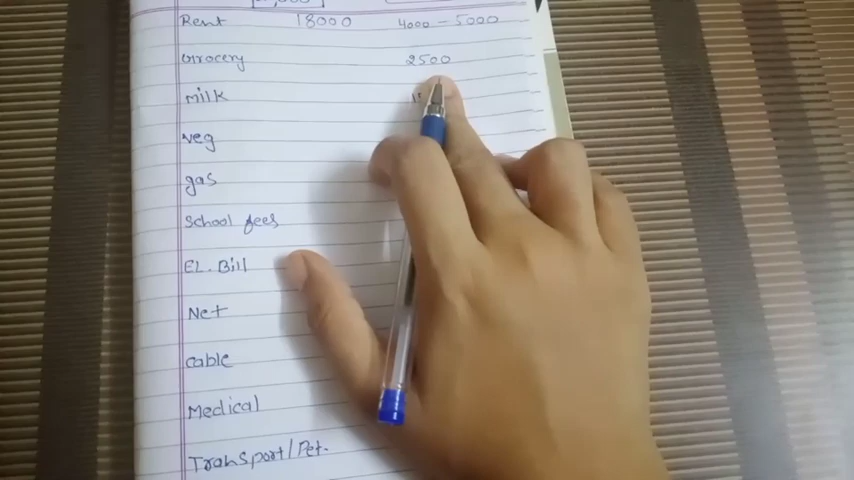 Rent 18000 4000 - 5000
Grocery 2500
Milk
Veg
gas
School fees
EL. Bill
Net
cable
Medical
Transport/Pet.